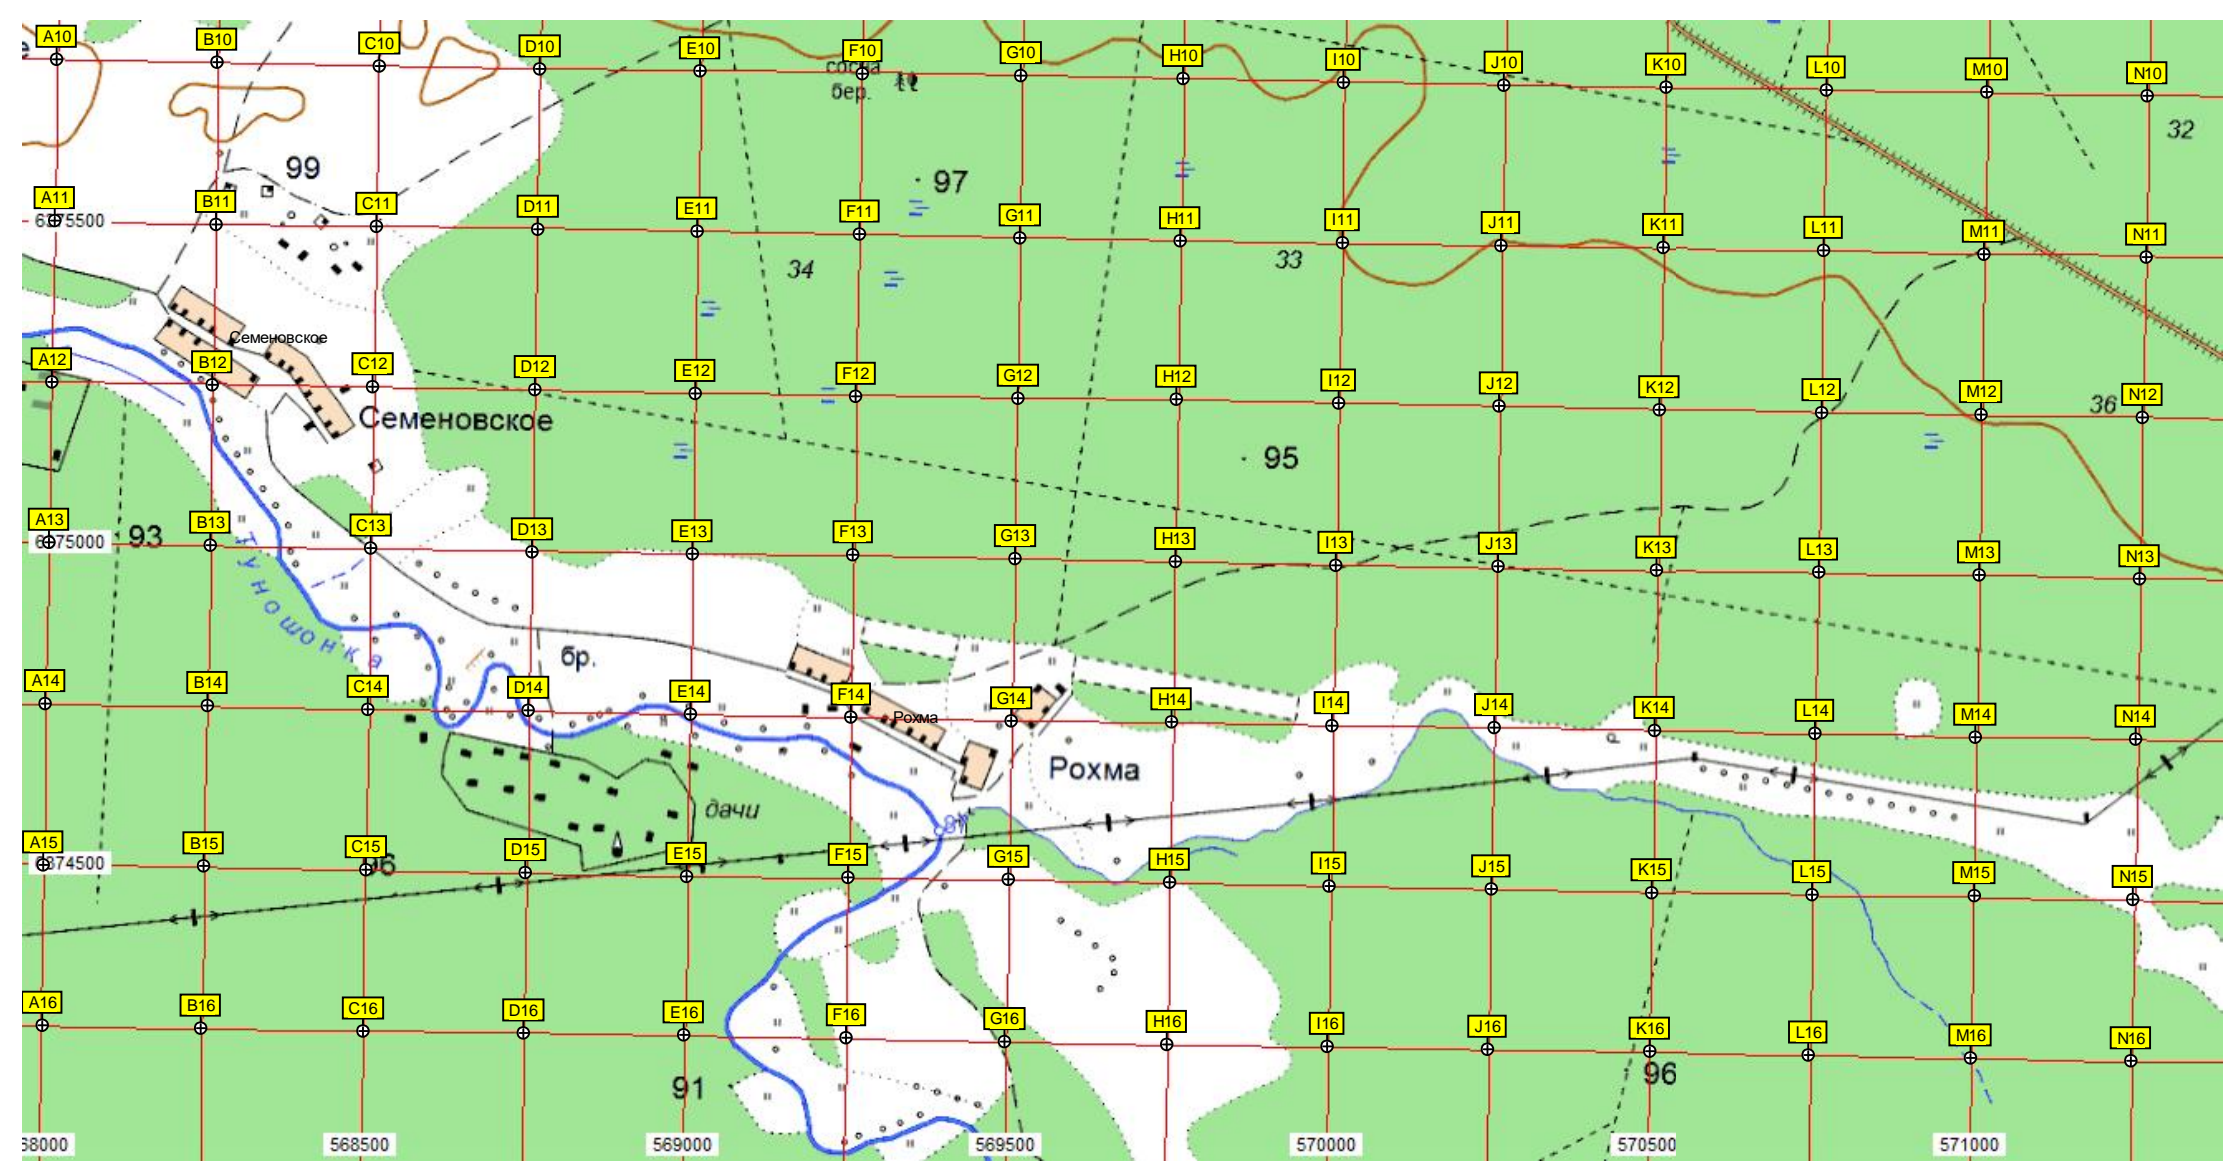 A10 B10 C10 D10 E10 F10 G10 H10 I10 J10 K10 L10 M10 N10
сосна
бер.
32
99
97
A11 B11 C11 D11 E11 F11 G11 H11 I11 J11 K11 L11 M11 N11
6375500
34
33
Семеновское
A12 B12 C12 D12 E12 F12 G12 H12 I12 J12 K12 L12 M12 N12
36
Семеновское
95
A13 B13 C13 D13 E13 F13 G13 H13 I13 J13 K13 L13 M13 N13
6375000
93
Туношонка
бр.
A14 B14 C14 D14 E14 F14 G14 H14 I14 J14 K14 L14 M14 N14
Рохма
Рохма
дачи
A15 B15 C15 D15 E15 F15 G15 H15 I15 J15 K15 L15 M15 N15
6374500
A16 B16 C16 D16 E16 F16 G16 H16 I16 J16 K16 L16 M16 N16
91
96
68000 568500 569000 569500 570000 570500 571000